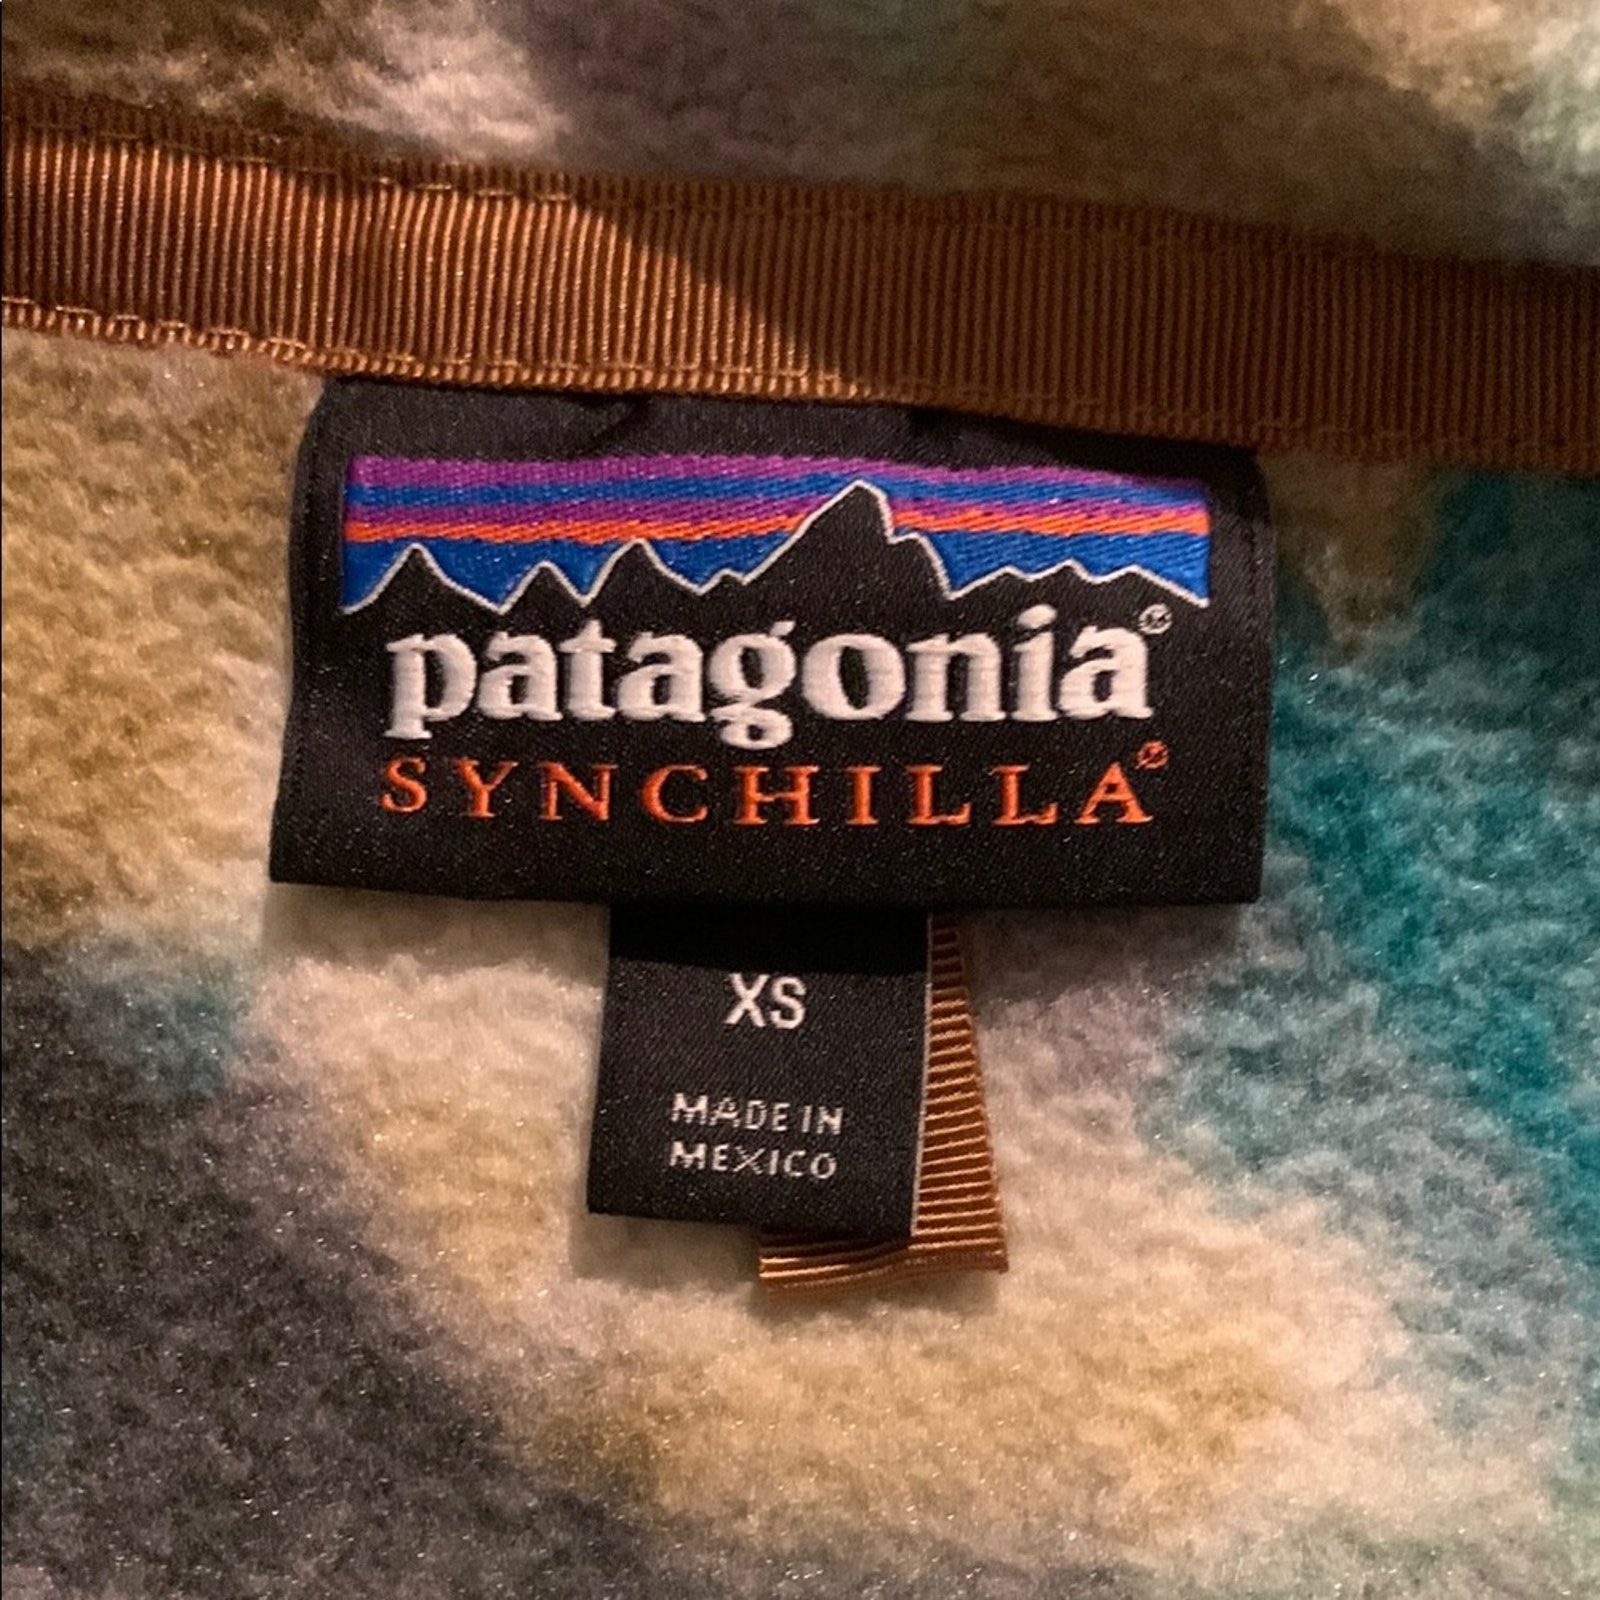 patagonia®
SYNCHILLA®
XS
MADE IN
MEXICO